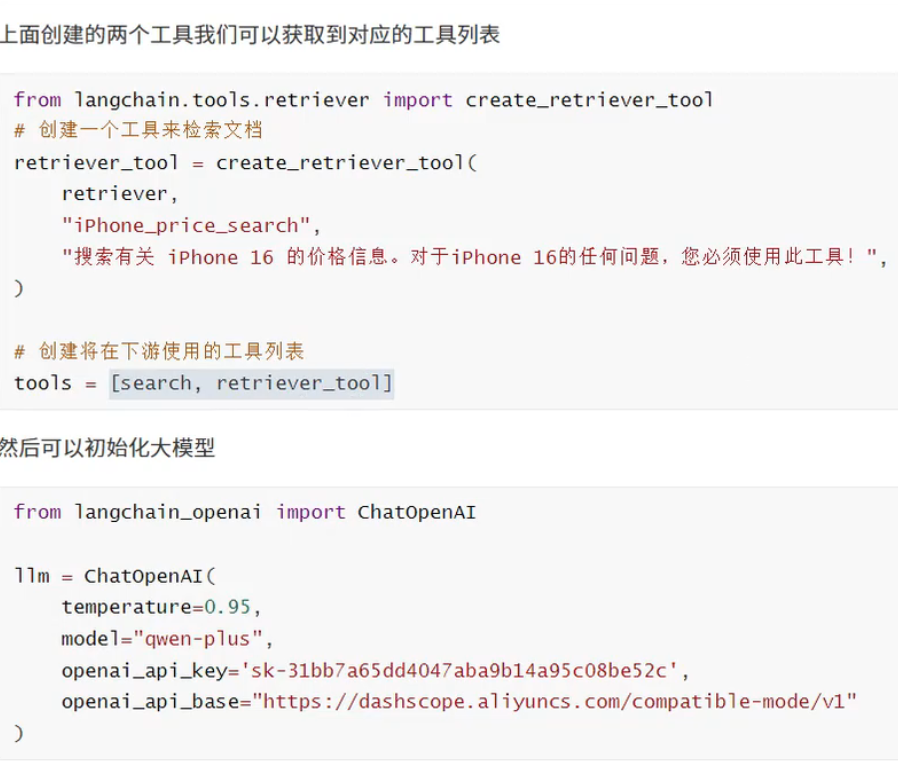 上面创建的两个工具我们可以获取到对应的工具列表
from langchain.tools.retriever import create_retriever_tool
# 创建一个工具来检索文档
retriever_tool = create_retriever_tool(
    retriever,
    "iPhone_price_search",
    "搜索有关 iPhone 16 的价格信息。对于iPhone 16的任何问题，您必须使用此工具！",
)
# 创建将在下游使用的工具列表
tools = [search, retriever_tool]
然后可以初始化大模型
from langchain_openai import ChatOpenAI
llm = ChatOpenAI(
    temperature=0.95,
    model="qwen-plus",
    openai_api_key='sk-31bb7a65dd4047aba9b14a95c08be52c',
    openai_api_base="https://dashscope.aliyuncs.com/compatible-mode/v1"
)